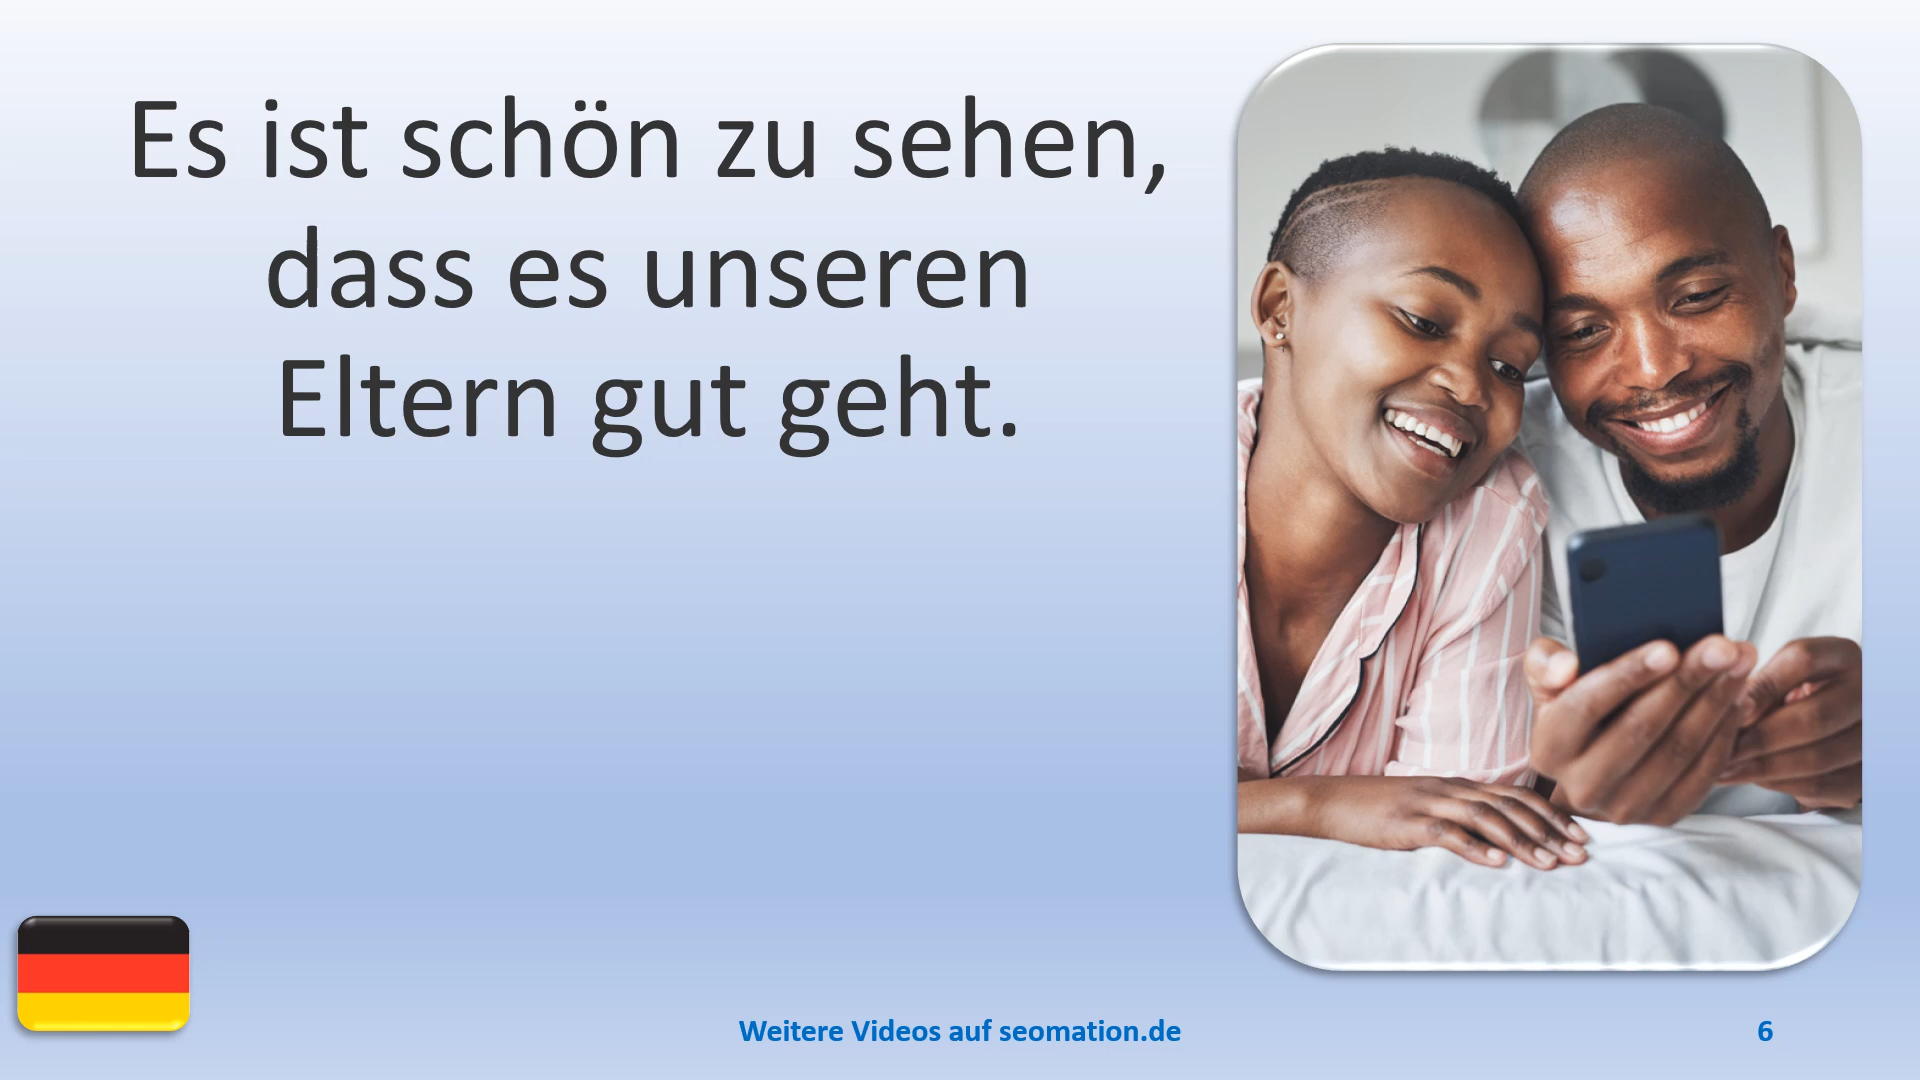 Es ist schön zu sehen,
dass es unseren
Eltern gut geht.
Weitere Videos auf seomation.de
6